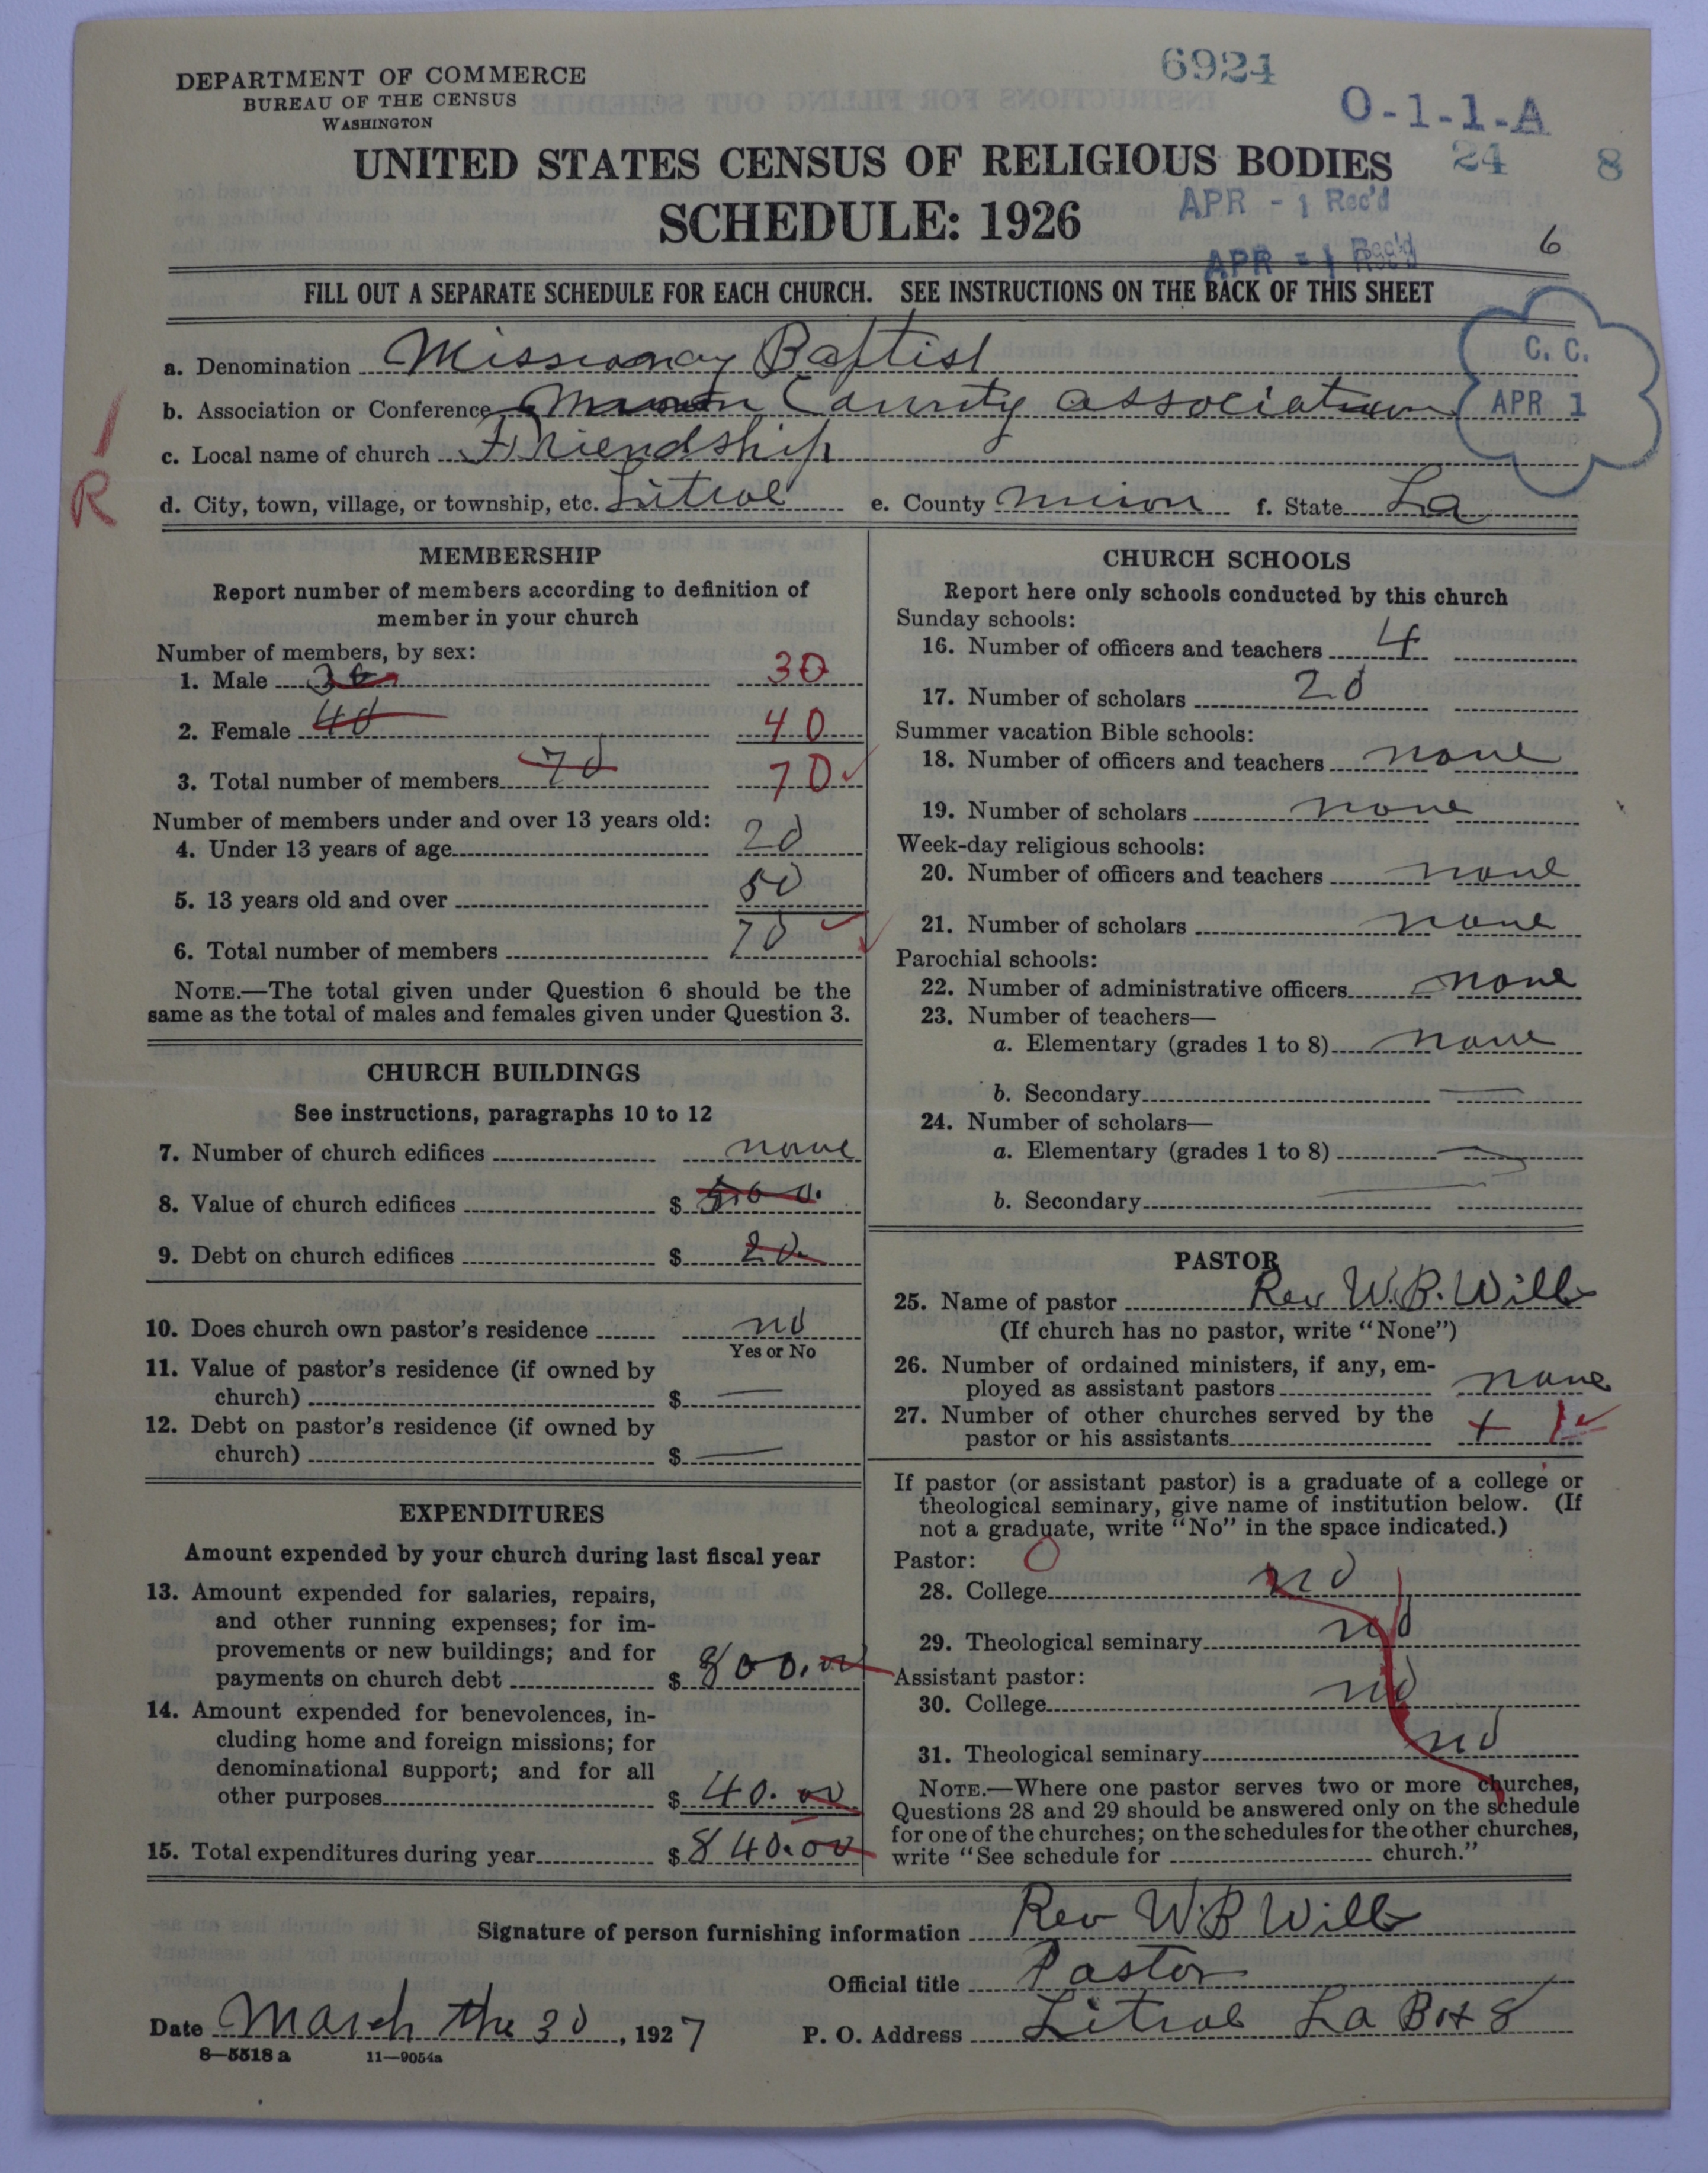 6924
DEPARTMENT OF COMMERCE
BUREAU OF THE CENSUS
WASHINGTON
O-1-1-A
UNITED STATES CENSUS OF RELIGIOUS BODIES
24 8
SCHEDULE: 1926
APR - 1 Rec'd
APR - 1 Rec'd
6
FILL OUT A SEPARATE SCHEDULE FOR EACH CHURCH. SEE INSTRUCTIONS ON THE BACK OF THIS SHEET
C. C.
APR 1
a. Denomination Missionary Baptist
b. Association or Conference County Association
c. Local name of church Friendship
R
d. City, town, village, or township, etc. Litroe e. County f. State La
MEMBERSHIP
Report number of members according to definition of
member in your church
Number of members, by sex:
1. Male 30 30
2. Female 40 40
3. Total number of members 70 70
Number of members under and over 13 years old:
4. Under 13 years of age 20
5. 13 years old and over 50
6. Total number of members 70
NOTE.—The total given under Question 6 should be the
same as the total of males and females given under Question 3.
CHURCH BUILDINGS
See instructions, paragraphs 10 to 12
7. Number of church edifices none
8. Value of church edifices $ 500.
9. Debt on church edifices $ 20.
10. Does church own pastor's residence no
Yes or No
11. Value of pastor's residence (if owned by
church) $ —
12. Debt on pastor's residence (if owned by
church) $ —
EXPENDITURES
Amount expended by your church during last fiscal year
13. Amount expended for salaries, repairs,
and other running expenses; for im-
provements or new buildings; and for
payments on church debt $ 800.00
14. Amount expended for benevolences, in-
cluding home and foreign missions; for
denominational support; and for all
other purposes $ 40.00
15. Total expenditures during year $ 840.00
CHURCH SCHOOLS
Report here only schools conducted by this church
Sunday schools:
16. Number of officers and teachers 4
17. Number of scholars 20
Summer vacation Bible schools:
18. Number of officers and teachers none
19. Number of scholars none
Week-day religious schools:
20. Number of officers and teachers none
21. Number of scholars none
Parochial schools:
22. Number of administrative officers none
23. Number of teachers—
a. Elementary (grades 1 to 8) none
b. Secondary —
24. Number of scholars—
a. Elementary (grades 1 to 8) —
b. Secondary —
PASTOR
25. Name of pastor Rev W.B. Wills
(If church has no pastor, write "None")
26. Number of ordained ministers, if any, em-
ployed as assistant pastors none
27. Number of other churches served by the
pastor or his assistants + 1
If pastor (or assistant pastor) is a graduate of a college or
theological seminary, give name of institution below. (If
not a graduate, write "No" in the space indicated.)
Pastor: 0
28. College no
29. Theological seminary no
Assistant pastor:
30. College no
31. Theological seminary no
NOTE.—Where one pastor serves two or more churches,
Questions 28 and 29 should be answered only on the schedule
for one of the churches; on the schedules for the other churches,
write "See schedule for church."
Signature of person furnishing information Rev W B Wills
Official title Pastor
Date March the 30, 1927 P. O. Address Litroe La Box 8
8—5518 a 11—9054a